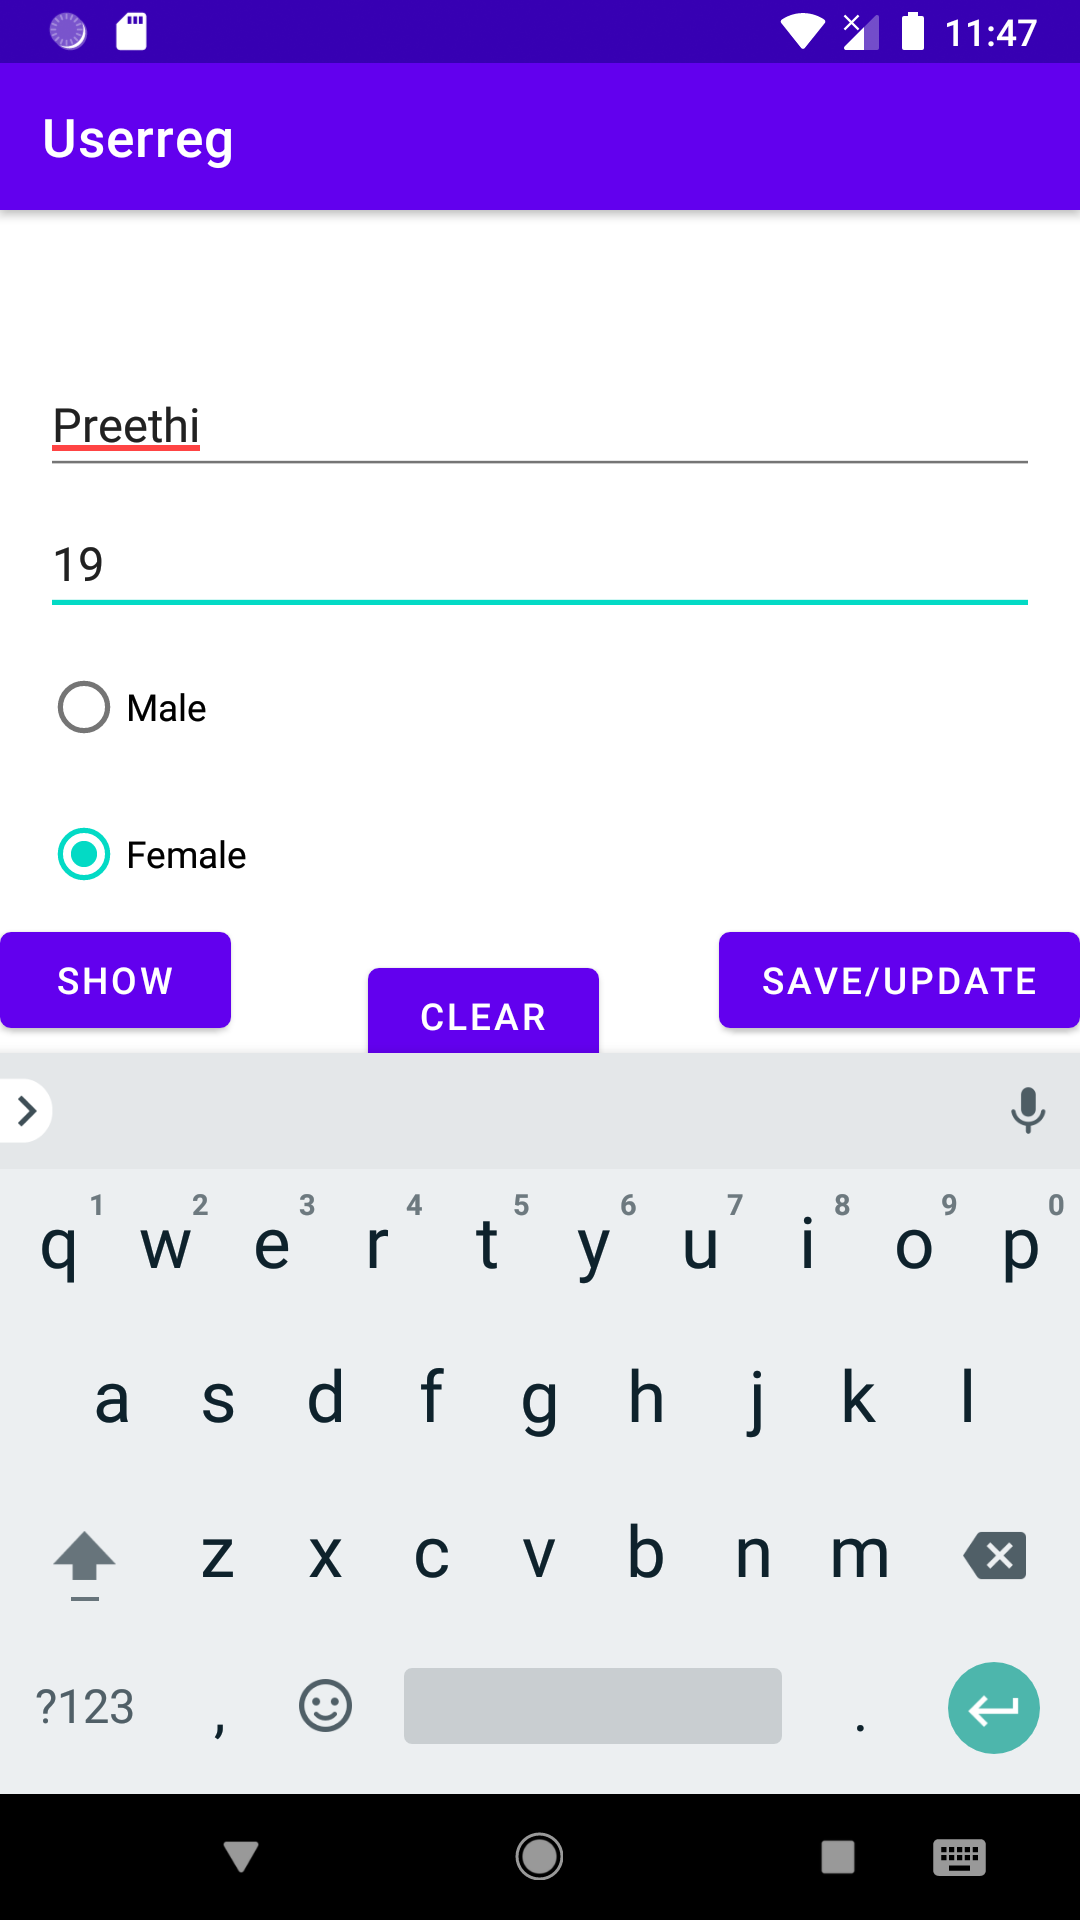 11:47
Userreg
Preethi
19
Male
Female
SHOW
CLEAR
SAVE/UPDATE
1 2 3 4 5 6 7 8 9 0
q w e r t y u i o p
a s d f g h j k l
z x c v b n m
?123 , .